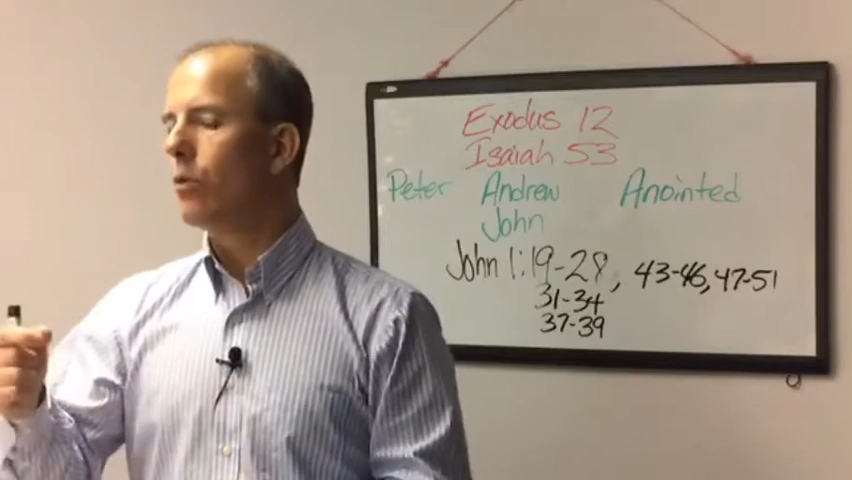 Exodus 12
Isaiah 53
Peter Andrew Anointed
John
John 1:19-28, 43-46, 47-51
31-34
37-39